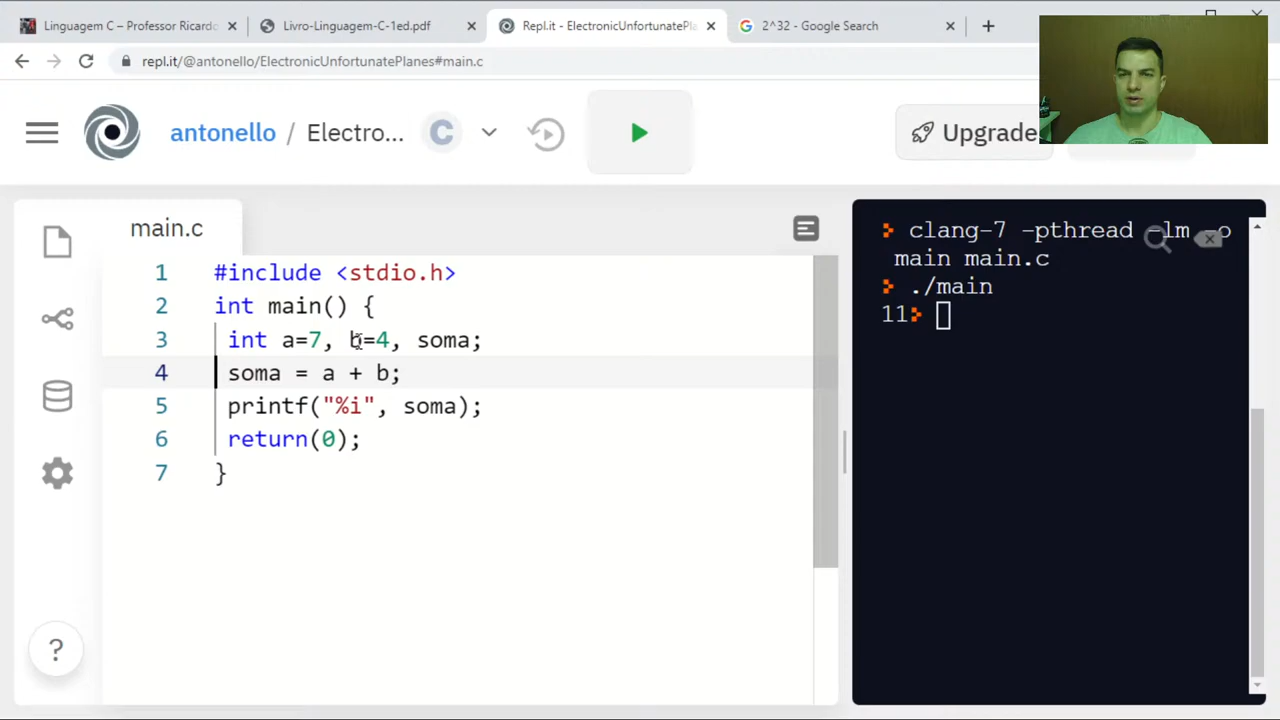 Linguagem C – Professor Ricardo
Livro-Linguagem-C-1ed.pdf
Repl.it - ElectronicUnfortunatePla
2^32 - Google Search
repl.it/@antonello/ElectronicUnfortunatePlanes#main.c
antonello / Electro... C
Upgrade
main.c
1 #include <stdio.h>
2 int main() {
3 int a=7, b=4, soma;
4 soma = a + b;
5 printf("%i", soma);
6 return(0);
7 }
?
clang-7 -pthread -lm -o
main main.c
./main
11